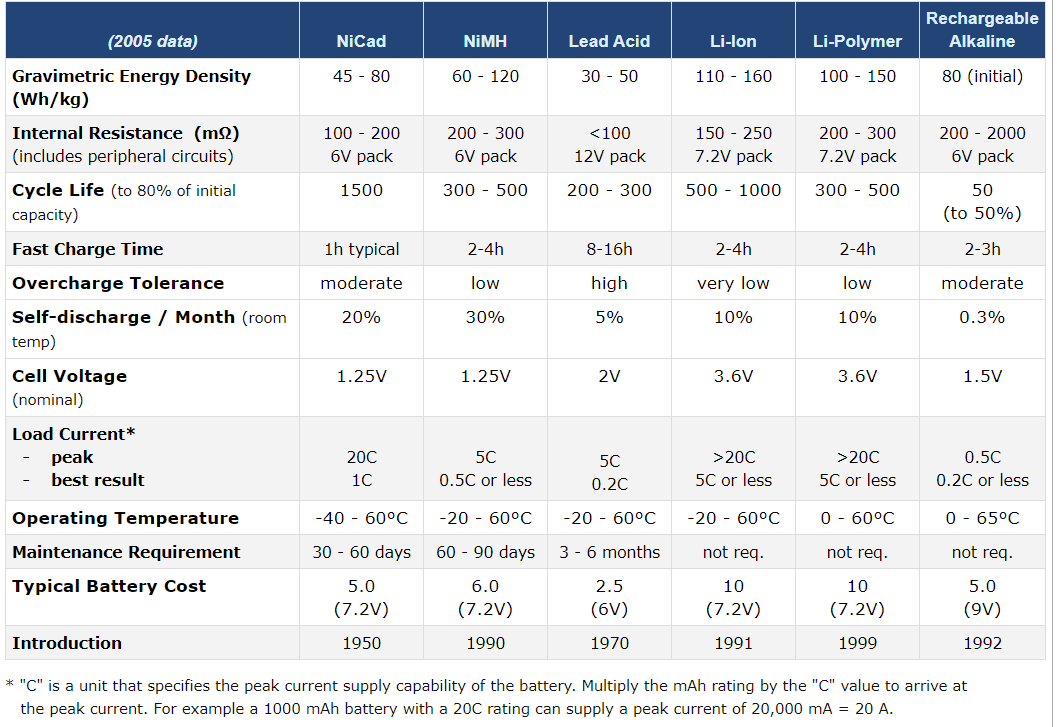 (2005 data) NiCad NiMH Lead Acid Li-Ion Li-Polymer Rechargeable Alkaline
Gravimetric Energy Density (Wh/kg) 45 - 80 60 - 120 30 - 50 110 - 160 100 - 150 80 (initial)
Internal Resistance (mΩ) 100 - 200 200 - 300 <100 150 - 250 200 - 300 200 - 2000
(includes peripheral circuits) 6V pack 6V pack 12V pack 7.2V pack 7.2V pack 6V pack
Cycle Life (to 80% of initial capacity) 1500 300 - 500 200 - 300 500 - 1000 300 - 500 50 (to 50%)
Fast Charge Time 1h typical 2-4h 8-16h 2-4h 2-4h 2-3h
Overcharge Tolerance moderate low high very low low moderate
Self-discharge / Month (room temp) 20% 30% 5% 10% 10% 0.3%
Cell Voltage (nominal) 1.25V 1.25V 2V 3.6V 3.6V 1.5V
Load Current*
- peak 20C 5C 5C >20C >20C 0.5C
- best result 1C 0.5C or less 0.2C 5C or less 5C or less 0.2C or less
Operating Temperature -40 - 60ºC -20 - 60ºC -20 - 60ºC -20 - 60ºC 0 - 60ºC 0 - 65ºC
Maintenance Requirement 30 - 60 days 60 - 90 days 3 - 6 months not req. not req. not req.
Typical Battery Cost 5.0 6.0 2.5 10 10 5.0
(7.2V) (7.2V) (6V) (7.2V) (7.2V) (9V)
Introduction 1950 1990 1970 1991 1999 1992
* "C" is a unit that specifies the peak current supply capability of the battery. Multiply the mAh rating by the "C" value to arrive at
the peak current. For example a 1000 mAh battery with a 20C rating can supply a peak current of 20,000 mA = 20 A.